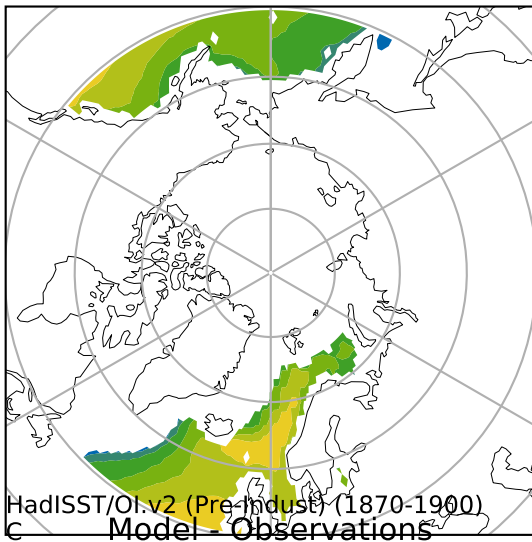 HadISST/OI.v2 (Pre-Indust) (1870-1900)
C Model - Observations